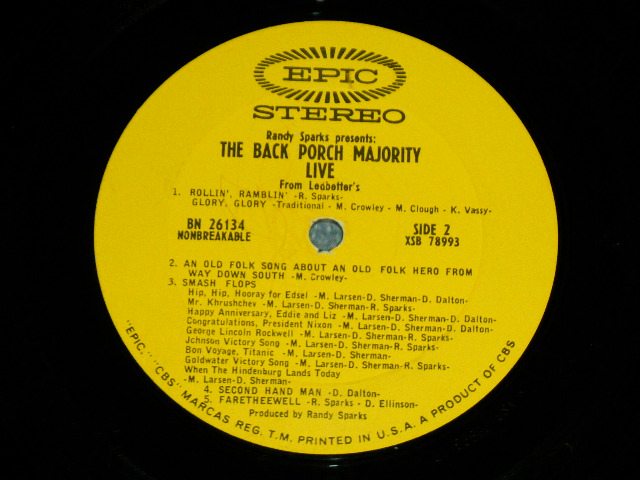 EPIC
STEREO
Randy Sparks presents:
THE BACK PORCH MAJORITY
LIVE
From Ledbetter's
1. ROLLIN', RAMBLIN' -R. Sparks-
GLORY, GLORY -Traditional - M. Crowley - M. Clough - K. Vassy-
BN 26134
NONBREAKABLE
SIDE 2
XSB 78993
2. AN OLD FOLK SONG ABOUT AN OLD FOLK HERO FROM
WAY DOWN SOUTH -M. Crowley-
3. SMASH FLOPS
Hip, Hip, Hooray for Edsel -M. Larsen-D. Sherman-D. Dalton-
Mr. Khrushchev -M. Larsen-D. Sherman-R. Sparks-
Happy Anniversary, Eddie and Liz -M. Larsen-D. Sherman-D. Dalton-
Congratulations, President Nixon -M. Larsen-D. Sherman-D. Dalton-
George Lincoln Rockwell -M. Larsen-D. Sherman-R. Sparks-
Johnson Victory Song -M. Larsen-D. Sherman-R. Sparks-
Bon Voyage, Titanic -M. Larsen-D. Sherman-
Goldwater Victory Song -M. Larsen-D. Sherman-R. Sparks-
When The Hindenburg Lands Today
-M. Larsen-D. Sherman-
4. SECOND HAND MAN -D. Dalton-
5. FARETHEEWELL -R. Sparks - D. Ellinson-
Produced by Randy Sparks
"EPIC," "CBS" MARCAS REG. T.M. PRINTED IN U.S.A. A PRODUCT OF CBS